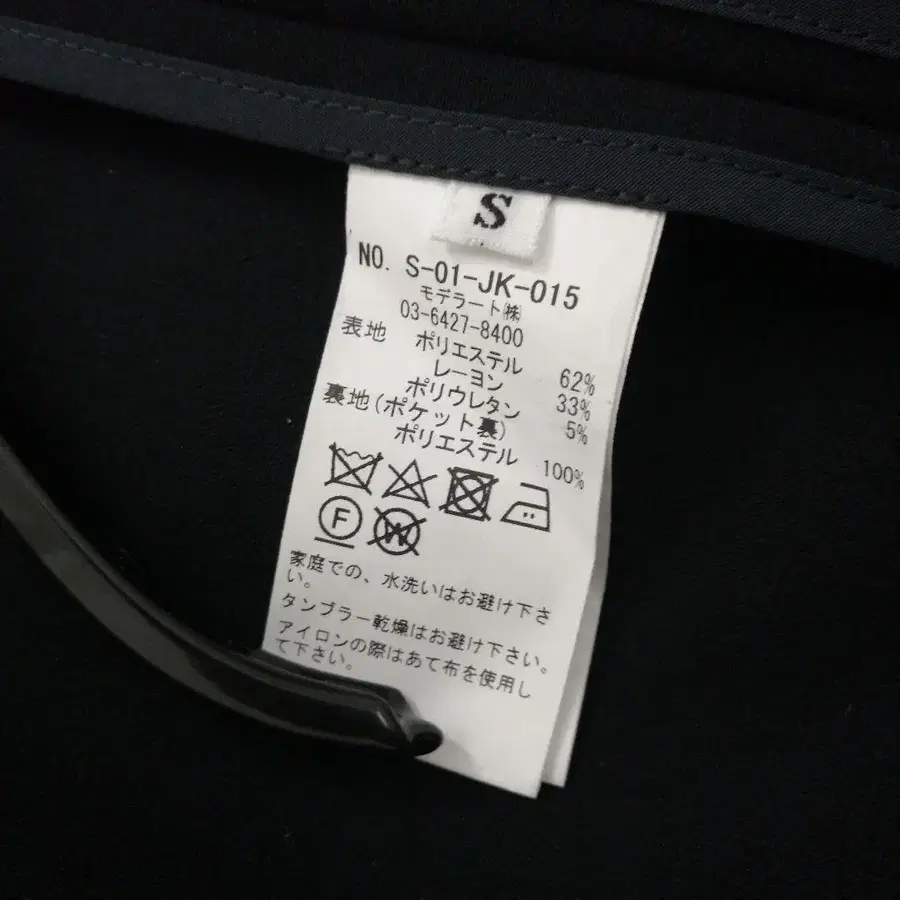 S
NO. S-01-JK-015
モデラート㈱
03-6427-8400
表地 ポリエステル 62%
レーヨン 33%
ポリウレタン 5%
裏地(ポケット裏)
ポリエステル 100%
F W
家庭での、水洗いはお避け下さ
い。
タンブラー乾燥はお避け下さい。
アイロンの際はあて布を使用し
て下さい。